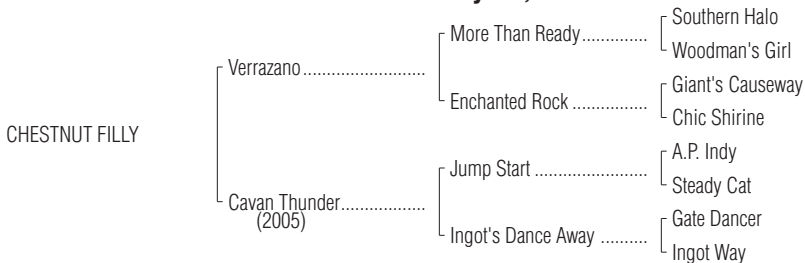 Southern Halo
More Than Ready..............
Woodman's Girl
Verrazano..........................
Giant's Causeway
Enchanted Rock ................
Chic Shirine
CHESTNUT FILLY
A.P. Indy
Jump Start ........................
Steady Cat
Cavan Thunder..................
(2005)
Gate Dancer
Ingot's Dance Away ..........
Ingot Way